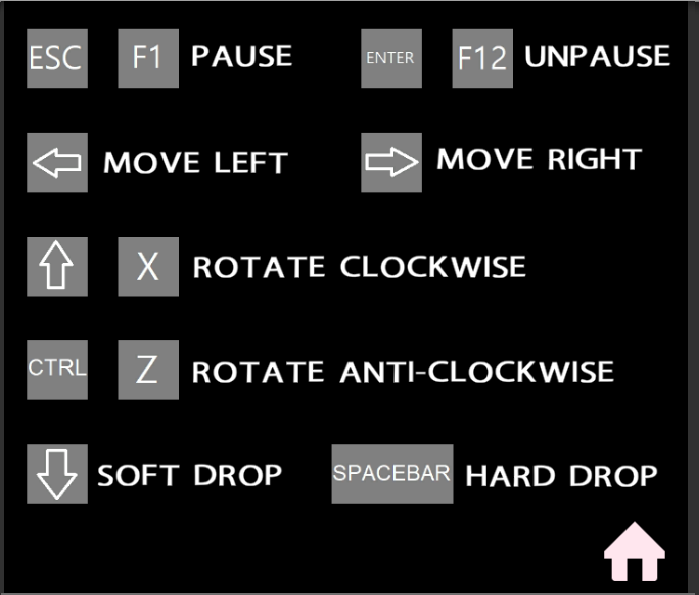 ESC F1 PAUSE ENTER F12 UNPAUSE
MOVE LEFT MOVE RIGHT
X ROTATE CLOCKWISE
CTRL Z ROTATE ANTI-CLOCKWISE
SOFT DROP SPACEBAR HARD DROP